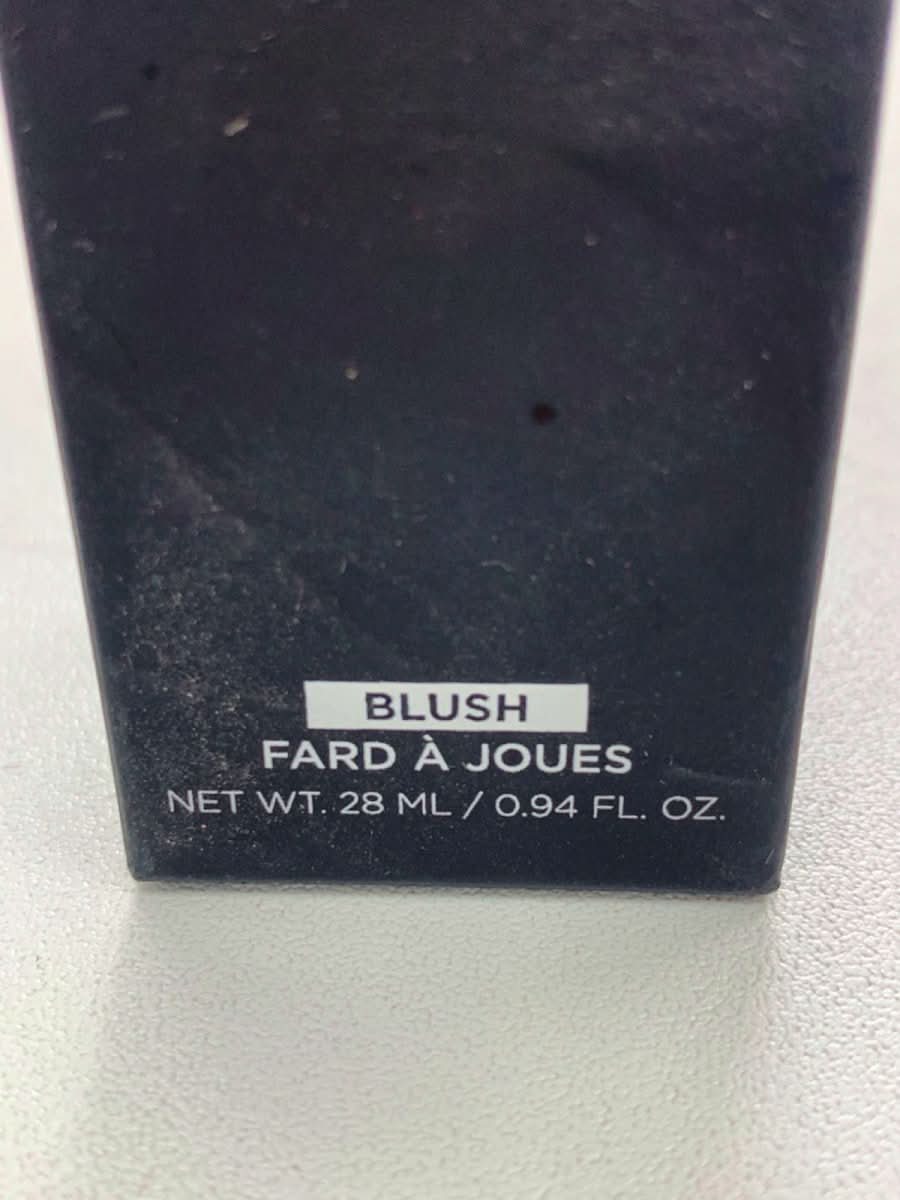 BLUSH
FARD À JOUES
NET WT. 28 ML / 0.94 FL. OZ.